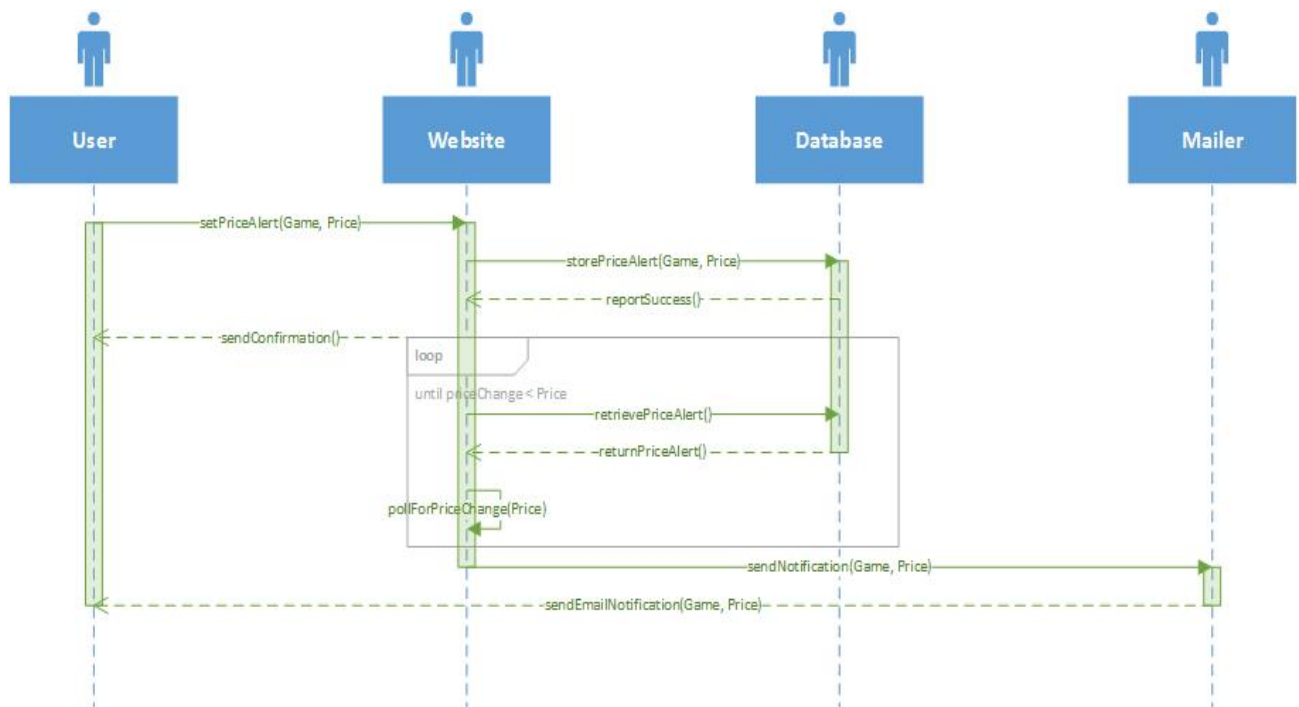 User
Website
Database
Mailer
setPriceAlert(Game, Price)
storePriceAlert(Game, Price)
reportSuccess()
sendConfirmation()
loop
until priceChange < Price
retrievePriceAlert()
returnPriceAlert()
pollForPriceChange(Price)
sendNotification(Game, Price)
sendEmailNotification(Game, Price)